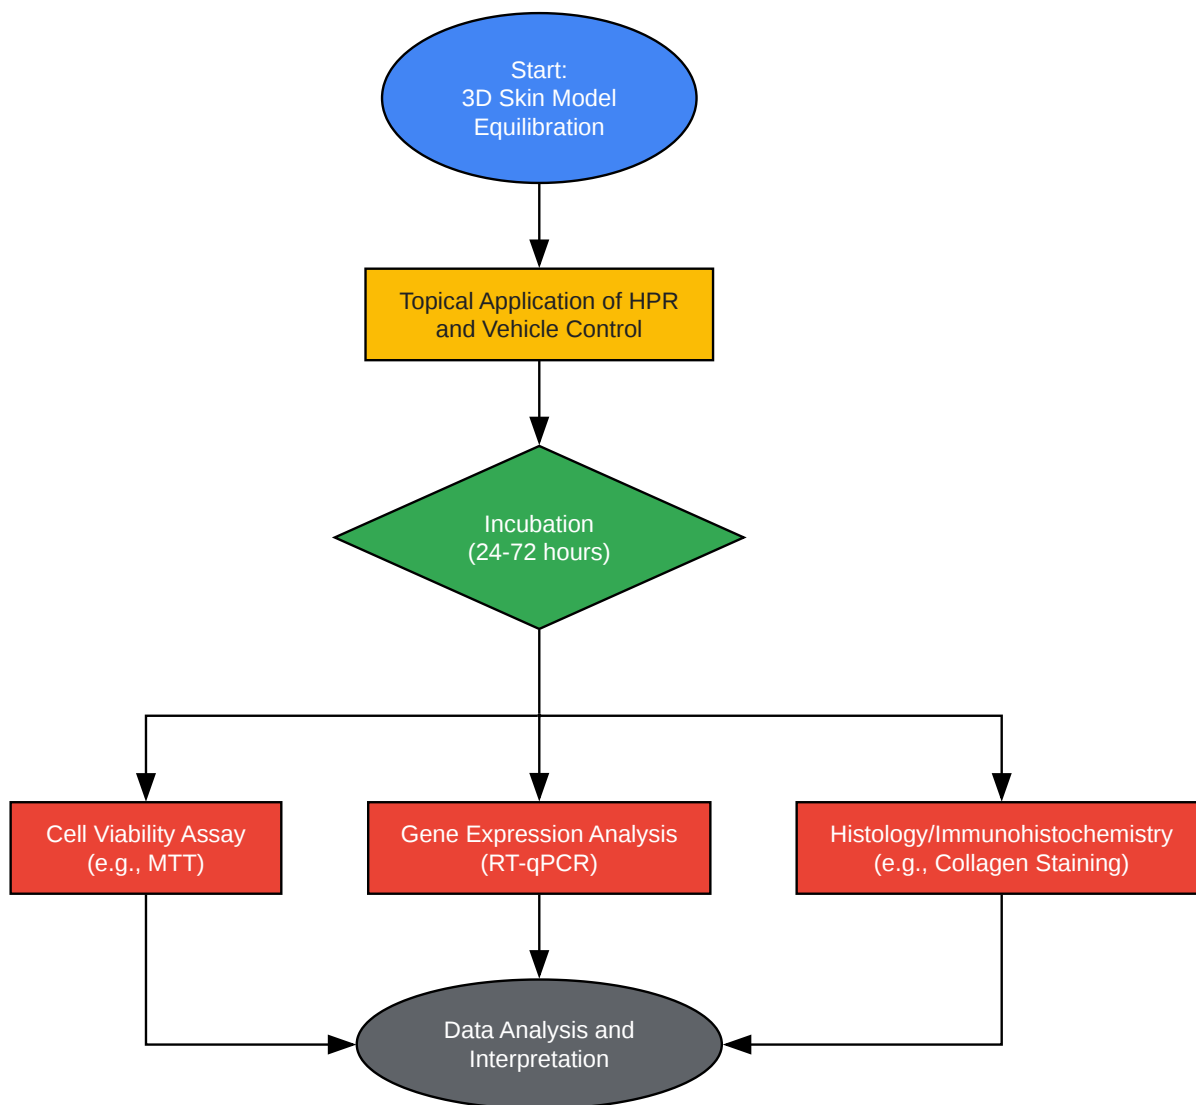 Start:
3D Skin Model
Equilibration
Topical Application of HPR
and Vehicle Control
Incubation
(24-72 hours)
Cell Viability Assay
(e.g., MTT)
Gene Expression Analysis
(RT-qPCR)
Histology/Immunohistochemistry
(e.g., Collagen Staining)
Data Analysis and
Interpretation